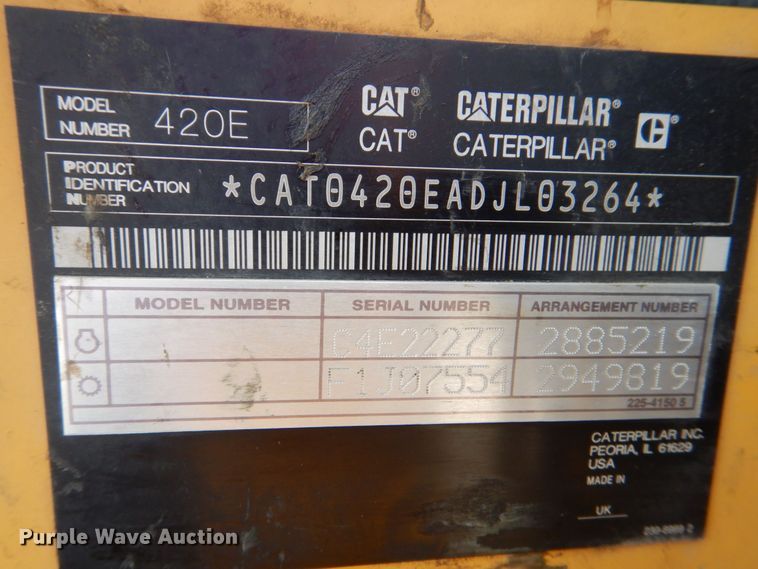 MODEL NUMBER 420E
CAT® CATERPILLAR®
CAT® CATERPILLAR® C®
PRODUCT IDENTIFICATION NUMBER *CAT0420EADJL03264*
MODEL NUMBER SERIAL NUMBER ARRANGEMENT NUMBER
C4E22277 2885219
F1J07554 2949819
225-4150 5
CATERPILLAR INC.
PEORIA, IL 61629
USA
MADE IN
UK
Purple Wave Auction